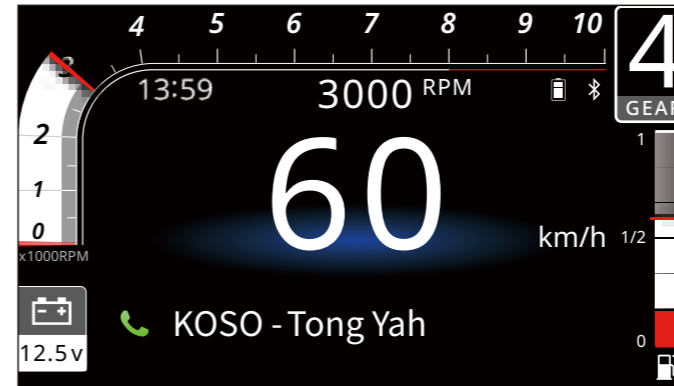 4 5 6 7 8 9 10
3
2
1
0
x1000RPM
13:59
3000 RPM
4
GEAR
60
km/h
1
1/2
0
12.5v
KOSO - Tong Yah